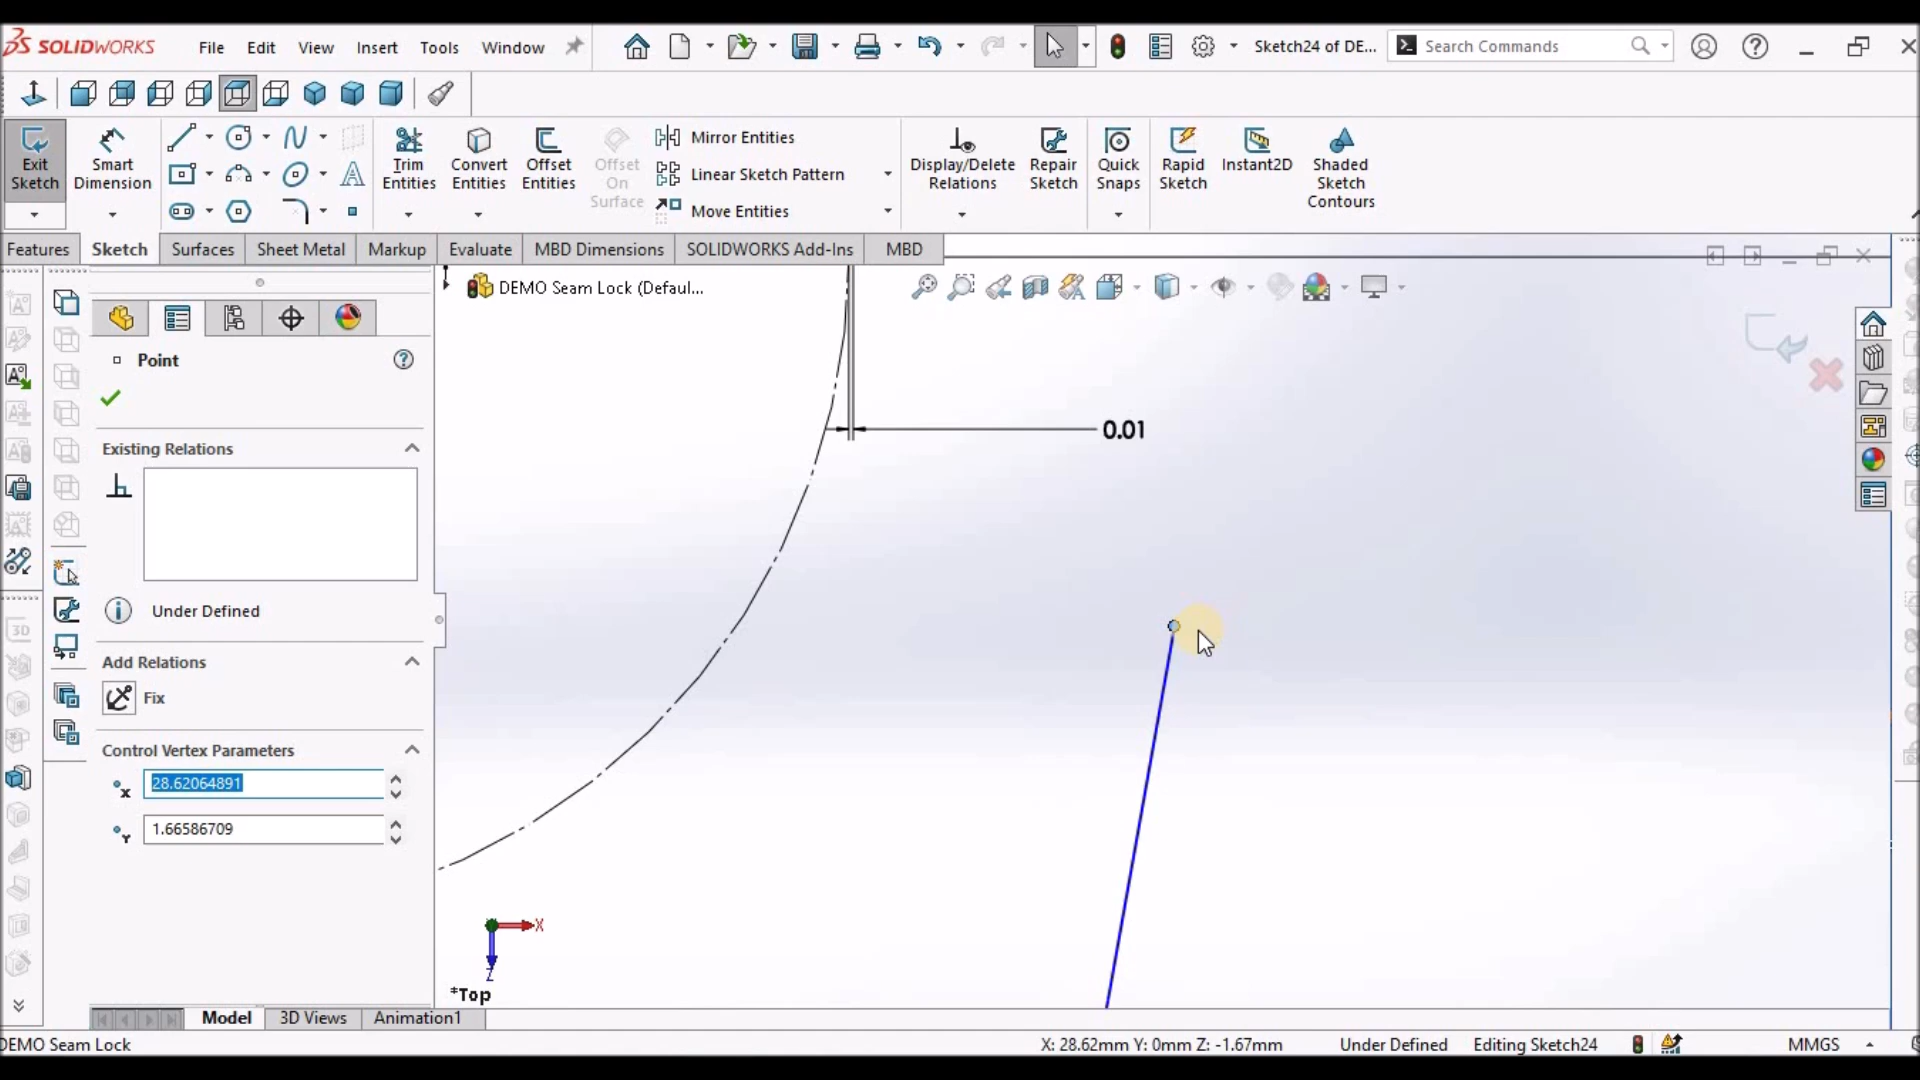 SOLIDWORKS
File Edit View Insert Tools Window
Sketch24 of DE...
Search Commands
Exit Sketch
Smart Dimension
Trim Entities
Convert Entities
Offset Entities
Offset On Surface
Mirror Entities
Linear Sketch Pattern
Move Entities
Display/Delete Relations
Repair Sketch
Quick Snaps
Rapid Sketch
Instant2D
Shaded Sketch Contours
Features Sketch Surfaces Sheet Metal Markup Evaluate MBD Dimensions SOLIDWORKS Add-Ins MBD
DEMO Seam Lock (Defaul...
Point
Existing Relations
0.01
Under Defined
Add Relations
Fix
Control Vertex Parameters
X 28.62064891
Y 1.66586709
X
Z
*Top
Model 3D Views Animation1
DEMO Seam Lock
X: 28.62mm Y: 0mm Z: -1.67mm
Under Defined
Editing Sketch24
MMGS